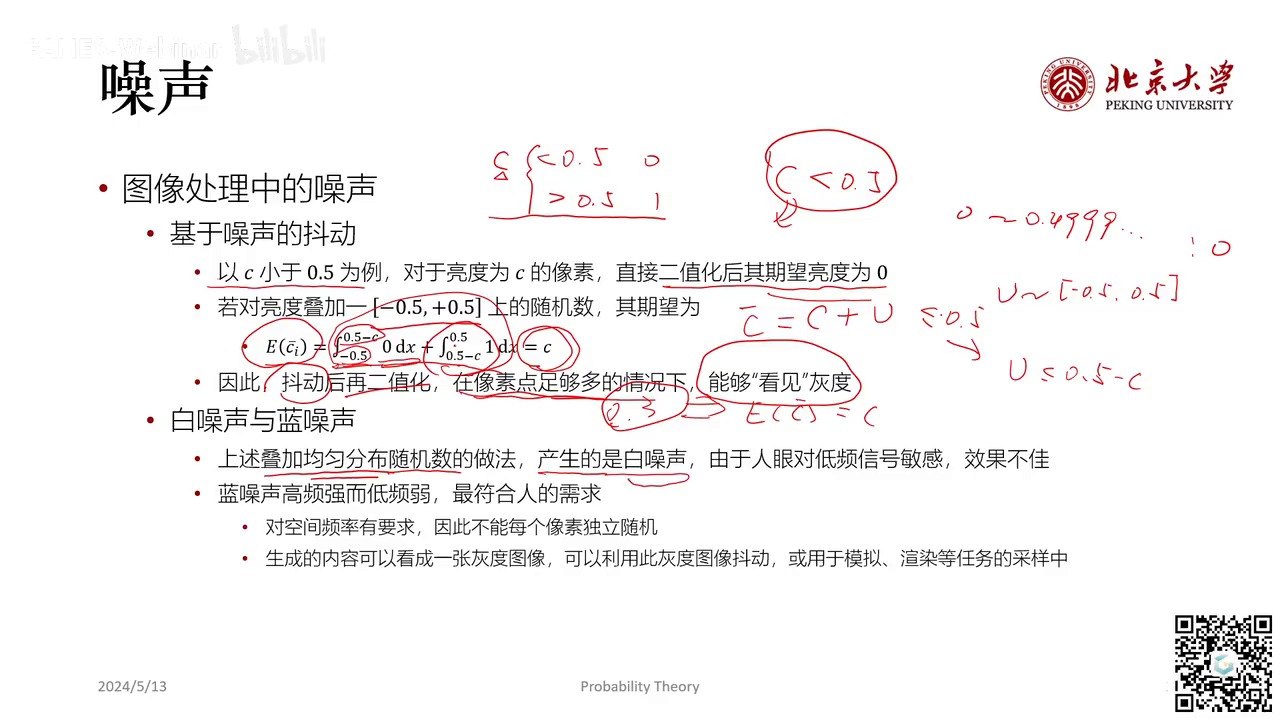 bilibili
噪声
北京大学
PEKING UNIVERSITY
• 图像处理中的噪声
• 基于噪声的抖动
• 以 c 小于 0.5 为例，对于亮度为 c 的像素，直接二值化后其期望亮度为 0
• 若对亮度叠加一 [−0.5, +0.5] 上的随机数，其期望为
• E(c̄ᵢ) = ∫_{−0.5}^{0.5−c} 0 dx + ∫_{0.5−c}^{0.5} 1 dx = c
• 因此，抖动后再二值化，在像素点足够多的情况下，能够“看见”灰度
• 白噪声与蓝噪声
• 上述叠加均匀分布随机数的做法，产生的是白噪声，由于人眼对低频信号敏感，效果不佳
• 蓝噪声高频强而低频弱，最符合人的需求
• 对空间频率有要求，因此不能每个像素独立随机
• 生成的内容可以看成一张灰度图像，可以利用此灰度图像抖动，或用于模拟、渲染等任务的采样中
C { <0.5 0
>0.5 1
C < 0.5
0 ~ 0.4999...
: 0
U ~ [-0.5, 0.5]
c̄ = C + U ≤ 0.5
U ≤ 0.5 - C
0.3 ⇒ E(c̄) = C
2024/5/13
Probability Theory